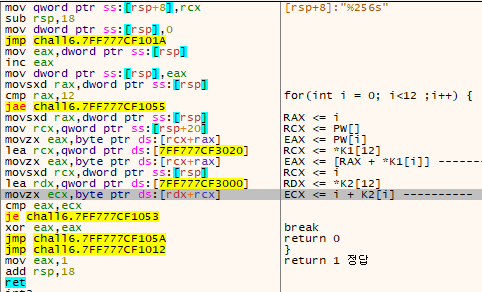 mov qword ptr ss:[rsp+8],rcx [rsp+8]:"%256s"
sub rsp,18
mov dword ptr ss:[rsp],0
jmp chall6.7FF777CF101A
mov eax,dword ptr ss:[rsp]
inc eax
mov dword ptr ss:[rsp],eax
movsxd rax,dword ptr ss:[rsp]
cmp rax,12 for(int i = 0; i<12 ;i++) {
jae chall6.7FF777CF1055
movsxd rax,dword ptr ss:[rsp] RAX <= i
mov rcx,qword ptr ss:[rsp+20] RCX <= PW[]
movzx eax,byte ptr ds:[rcx+rax] EAX <= PW[i]
lea rcx,qword ptr ds:[7FF777CF3020] RCX <= *K1[12]
movzx eax,byte ptr ds:[rcx+rax] EAX <= [RAX + *K1[i]] -------
movsxd rcx,dword ptr ss:[rsp] RCX <= i
lea rdx,qword ptr ds:[7FF777CF3000] RDX <= *K2[12]
movzx ecx,byte ptr ds:[rdx+rcx] ECX <= i + K2[i] ----------
cmp eax,ecx
je chall6.7FF777CF1053
xor eax,eax break
jmp chall6.7FF777CF105A return 0
jmp chall6.7FF777CF1012 }
mov eax,1 return 1 정답
add rsp,18
ret